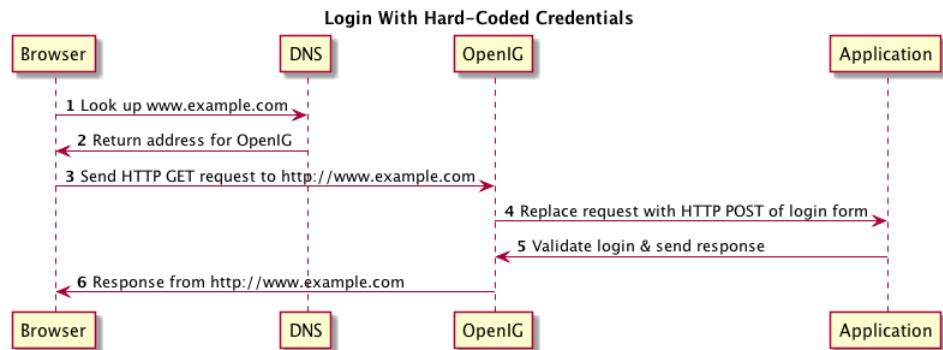 Login With Hard-Coded Credentials
Browser DNS OpenIG Application
1 Look up www.example.com
2 Return address for OpenIG
3 Send HTTP GET request to http://www.example.com
4 Replace request with HTTP POST of login form
5 Validate login & send response
6 Response from http://www.example.com
Browser DNS OpenIG Application